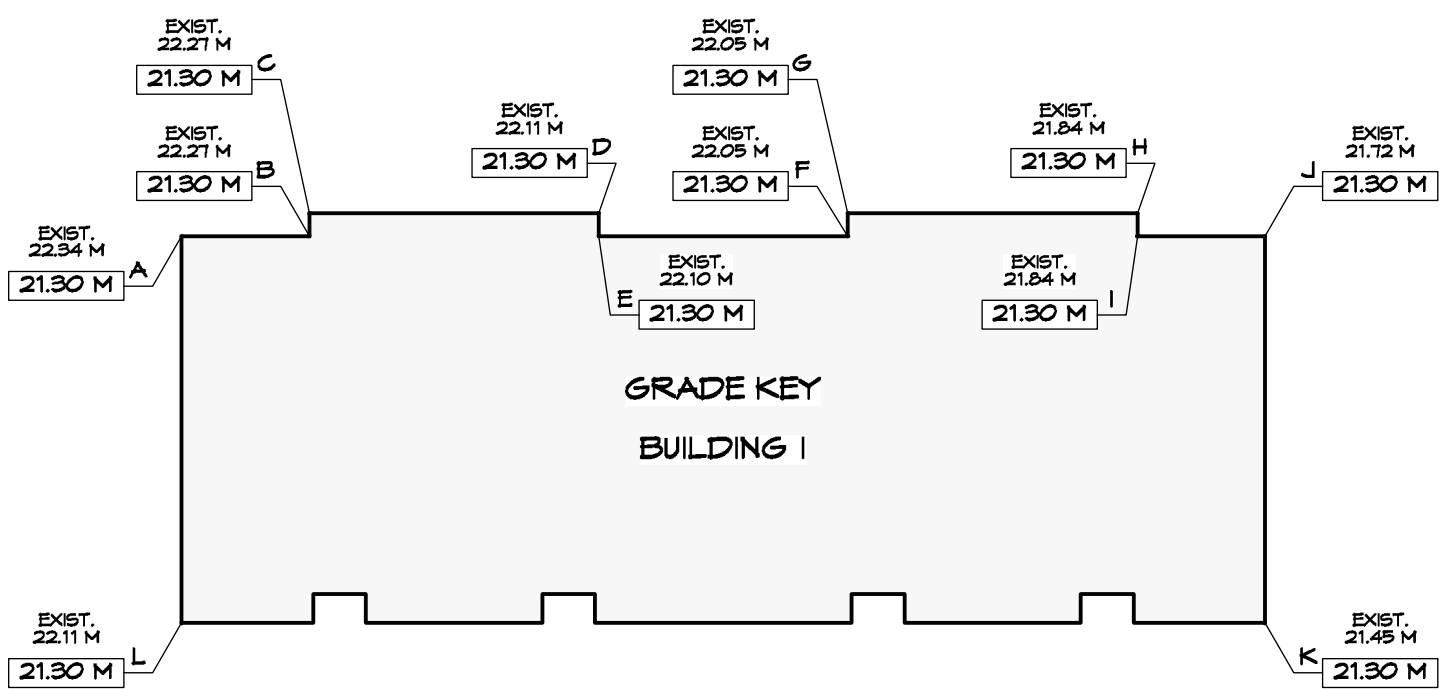 EXIST.
22.27 M
21.30 M C
EXIST.
22.05 M
21.30 M G
EXIST.
22.27 M
21.30 M B
EXIST.
22.11 M
21.30 M D
EXIST.
22.05 M
21.30 M F
EXIST.
21.84 M
21.30 M H
EXIST.
21.72 M
J 21.30 M
EXIST.
22.34 M
21.30 M A
EXIST.
22.10 M
E 21.30 M
EXIST.
21.84 M
21.30 M I
GRADE KEY
BUILDING 1
EXIST.
22.11 M
21.30 M L
EXIST.
21.45 M
K 21.30 M